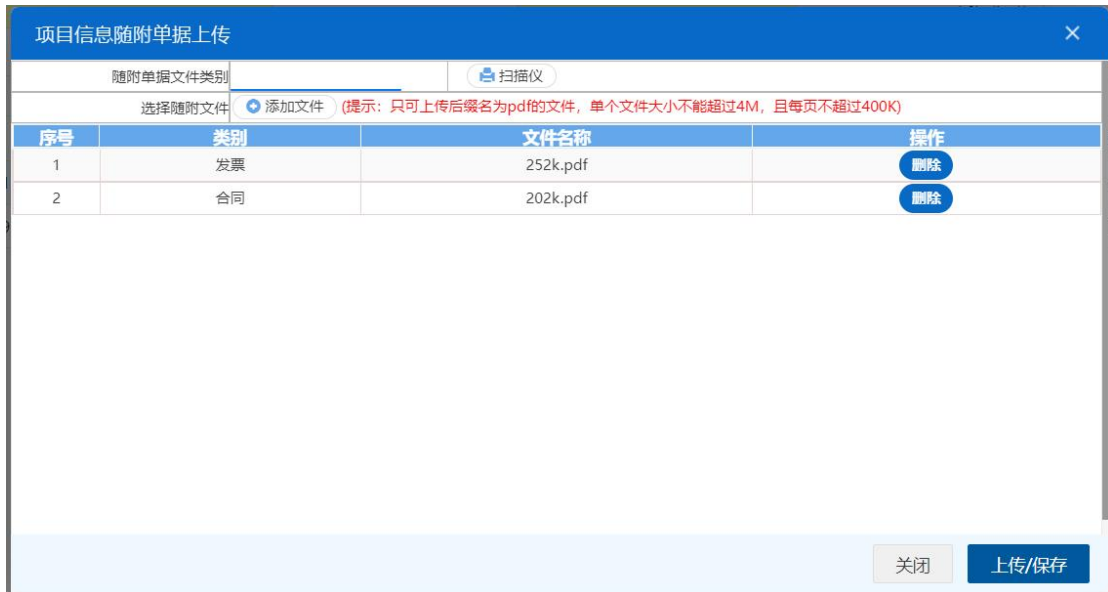 项目信息随附单据上传
随附单据文件类别 扫描仪
选择随附文件 添加文件 (提示：只可上传后缀名为pdf的文件，单个文件大小不能超过4M，且每页不超过400K)
序号 类别 文件名称 操作
1 发票 252k.pdf 删除
2 合同 202k.pdf 删除
关闭 上传/保存